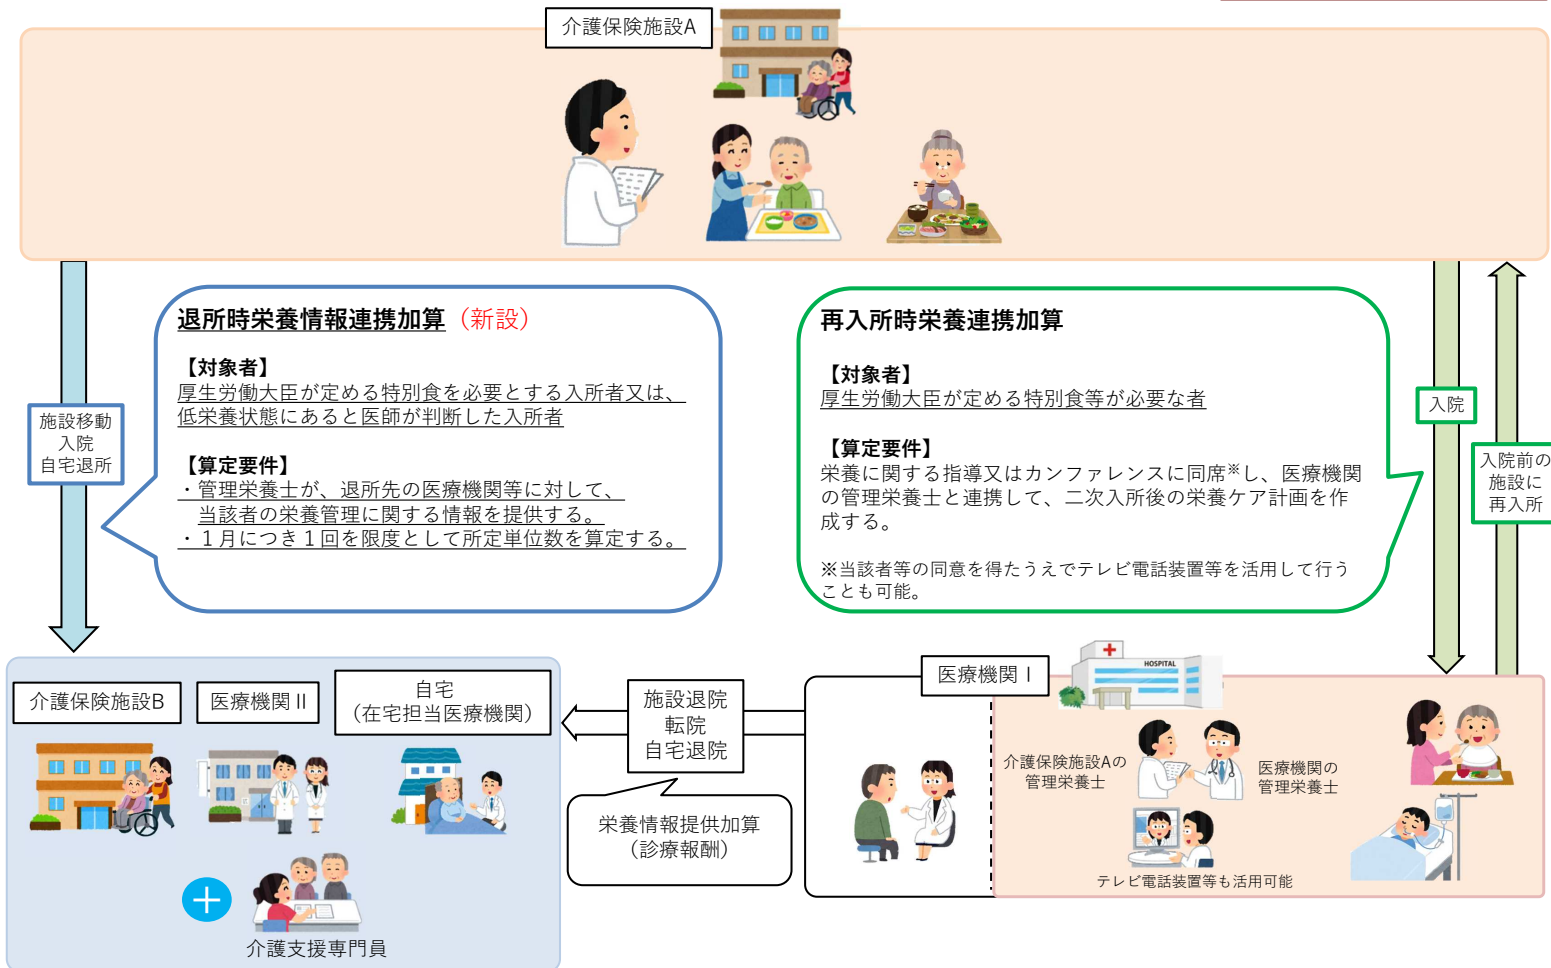 介護保険施設A
退所時栄養情報連携加算（新設）
【対象者】
厚生労働大臣が定める特別食を必要とする入所者又は、
低栄養状態にあると医師が判断した入所者
【算定要件】
・管理栄養士が、退所先の医療機関等に対して、
当該者の栄養管理に関する情報を提供する。
・１月につき１回を限度として所定単位数を算定する。
施設移動
入院
自宅退所
再入所時栄養連携加算
【対象者】
厚生労働大臣が定める特別食等が必要な者
【算定要件】
栄養に関する指導又はカンファレンスに同席※し、医療機関
の管理栄養士と連携して、二次入所後の栄養ケア計画を作
成する。
※当該者等の同意を得たうえでテレビ電話装置等を活用して行う
ことも可能。
入院
入院前の
施設に
再入所
介護保険施設B
医療機関Ⅱ
自宅
（在宅担当医療機関）
介護支援専門員
施設退院
転院
自宅退院
栄養情報提供加算
（診療報酬）
医療機関Ⅰ
HOSPITAL
介護保険施設Aの
管理栄養士
医療機関の
管理栄養士
テレビ電話装置等も活用可能